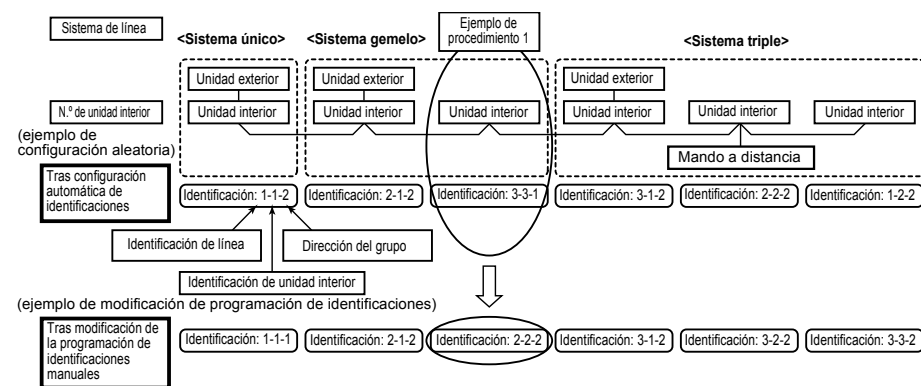 Sistema de línea
<Sistema único>
<Sistema gemelo>
Ejemplo de
procedimiento 1
<Sistema triple>
Unidad exterior
Unidad exterior
Unidad exterior
N.º de unidad interior
Unidad interior
Unidad interior
Unidad interior
Unidad interior
Unidad interior
Unidad interior
(ejemplo de
configuración aleatoria)
Mando a distancia
Tras configuración
automática de
identificaciones
Identificación: 1-1-2
Identificación: 2-1-2
Identificación: 3-3-1
Identificación: 3-1-2
Identificación: 2-2-2
Identificación: 1-2-2
Identificación de línea
Dirección del grupo
Identificación de unidad interior
(ejemplo de modificación de programación de identificaciones)
Tras modificación de
la programación de
identificaciones
manuales
Identificación: 1-1-1
Identificación: 2-1-2
Identificación: 2-2-2
Identificación: 3-1-2
Identificación: 3-2-2
Identificación: 3-3-2